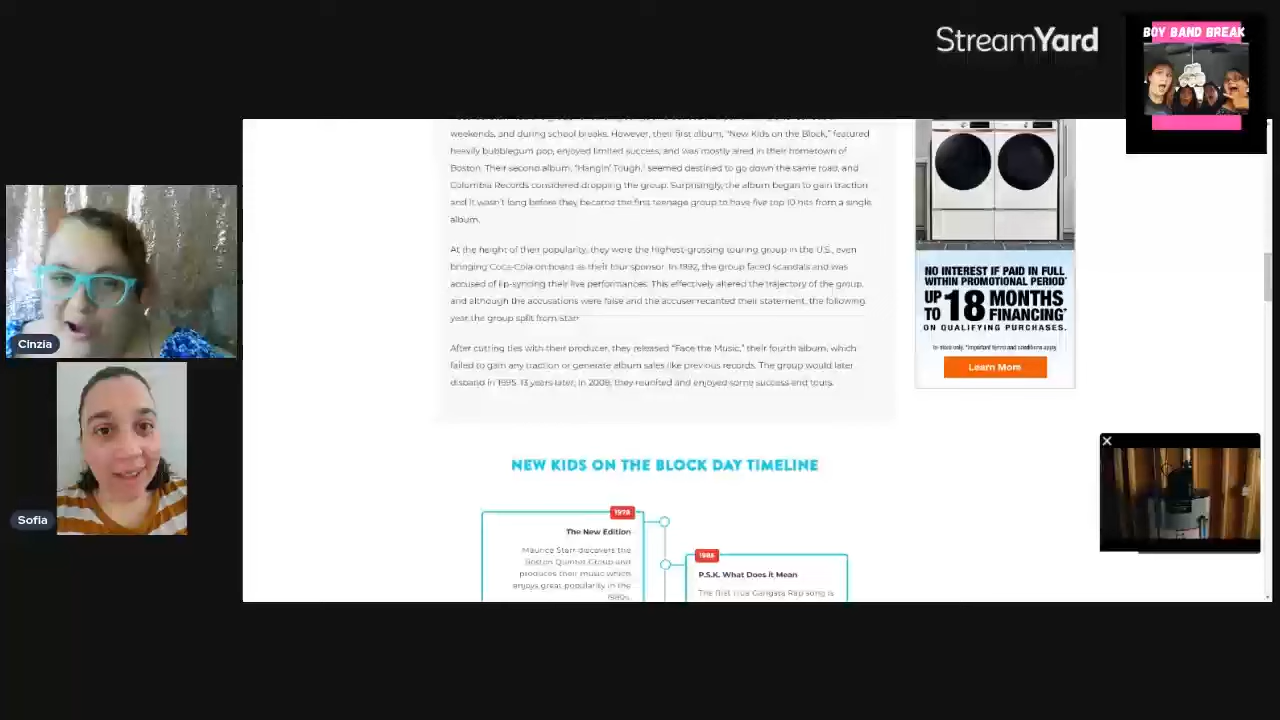 StreamYard
BOY BAND BREAK
weekends, and during school breaks. However, their first album, "New Kids on the Block," featured
heavily bubblegum pop, enjoyed limited success, and was mostly aired in their hometown of
Boston. Their second album, "Hangin' Tough," seemed destined to go down the same road, and
Columbia Records considered dropping the group. Surprisingly, the album began to gain traction
and it wasn't long before they became the first teenage group to have five top 10 hits from a single
album.
At the height of their popularity, they were the highest-grossing touring group in the U.S., even
bringing Coca-Cola on board as their tour sponsor. In 1992, the group faced scandals and was
accused of lip-syncing their live performances. This effectively altered the trajectory of the group,
and although the accusations were false and the accuser recanted their statement, the following
year the group split from Starr.
After cutting ties with their producer, they released "Face the Music," their fourth album, which
failed to gain any traction or generate album sales like previous records. The group would later
disband in 1995. 13 years later, in 2008, they reunited and enjoyed some success and tours.
NO INTEREST IF PAID IN FULL
WITHIN PROMOTIONAL PERIOD*
UP TO 18 MONTHS FINANCING*
ON QUALIFYING PURCHASES.
Learn More
Cinzia
Sofia
NEW KIDS ON THE BLOCK DAY TIMELINE
1978
The New Edition
Maurice Starr discovers the
Boston Quintet Group and
produces their music which
enjoys great popularity in the
1980s.
1985
P.S.K. What Does it Mean
The first true Gangsta Rap song is